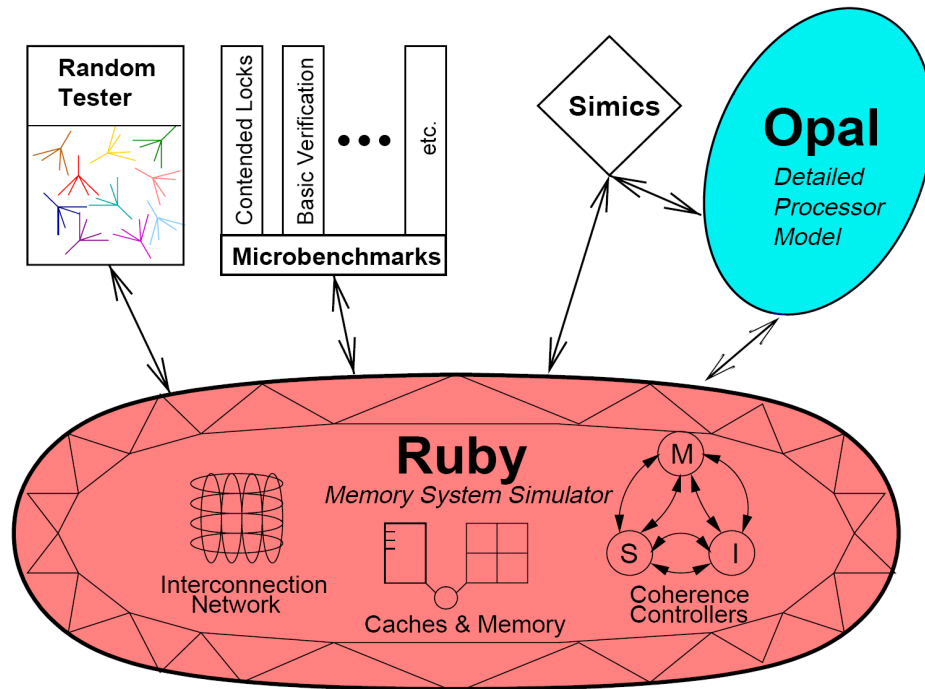 Random
Tester
Contended Locks
Basic Verification
etc.
Microbenchmarks
Simics
Opal
Detailed
Processor
Model
Ruby
Memory System Simulator
Interconnection
Network
Caches & Memory
M
S
I
Coherence
Controllers